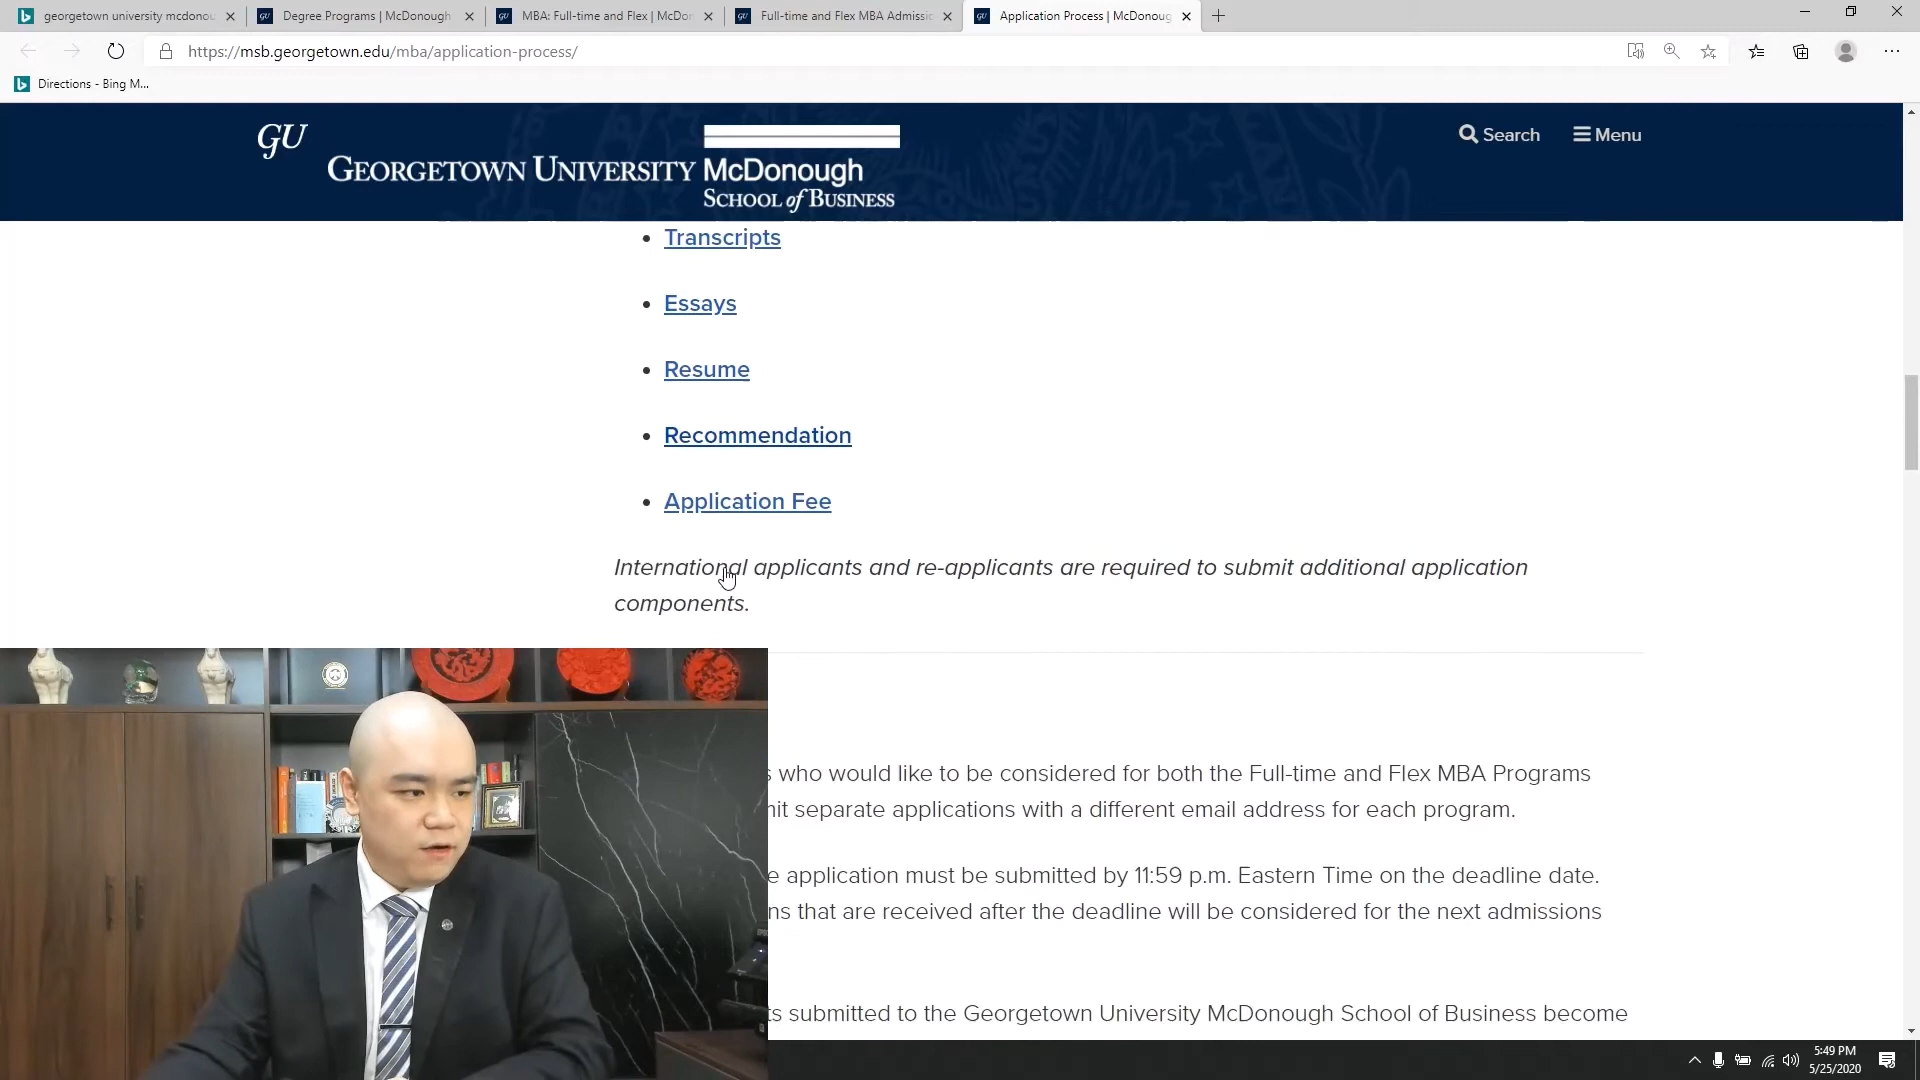 georgetown university mcdonou
Degree Programs | McDonough
MBA: Full-time and Flex | McDon
Full-time and Flex MBA Admissic
Application Process | McDonoug
https://msb.georgetown.edu/mba/application-process/
Directions - Bing M...
GU
GEORGETOWN UNIVERSITY
McDonough
SCHOOL of BUSINESS
Search
Menu
Transcripts
Essays
Resume
Recommendation
Application Fee
International applicants and re-applicants are required to submit additional application
components.
who would like to be considered for both the Full-time and Flex MBA Programs
separate applications with a different email address for each program.
application must be submitted by 11:59 p.m. Eastern Time on the deadline date.
that are received after the deadline will be considered for the next admissions
submitted to the Georgetown University McDonough School of Business become
5:49 PM
5/25/2020